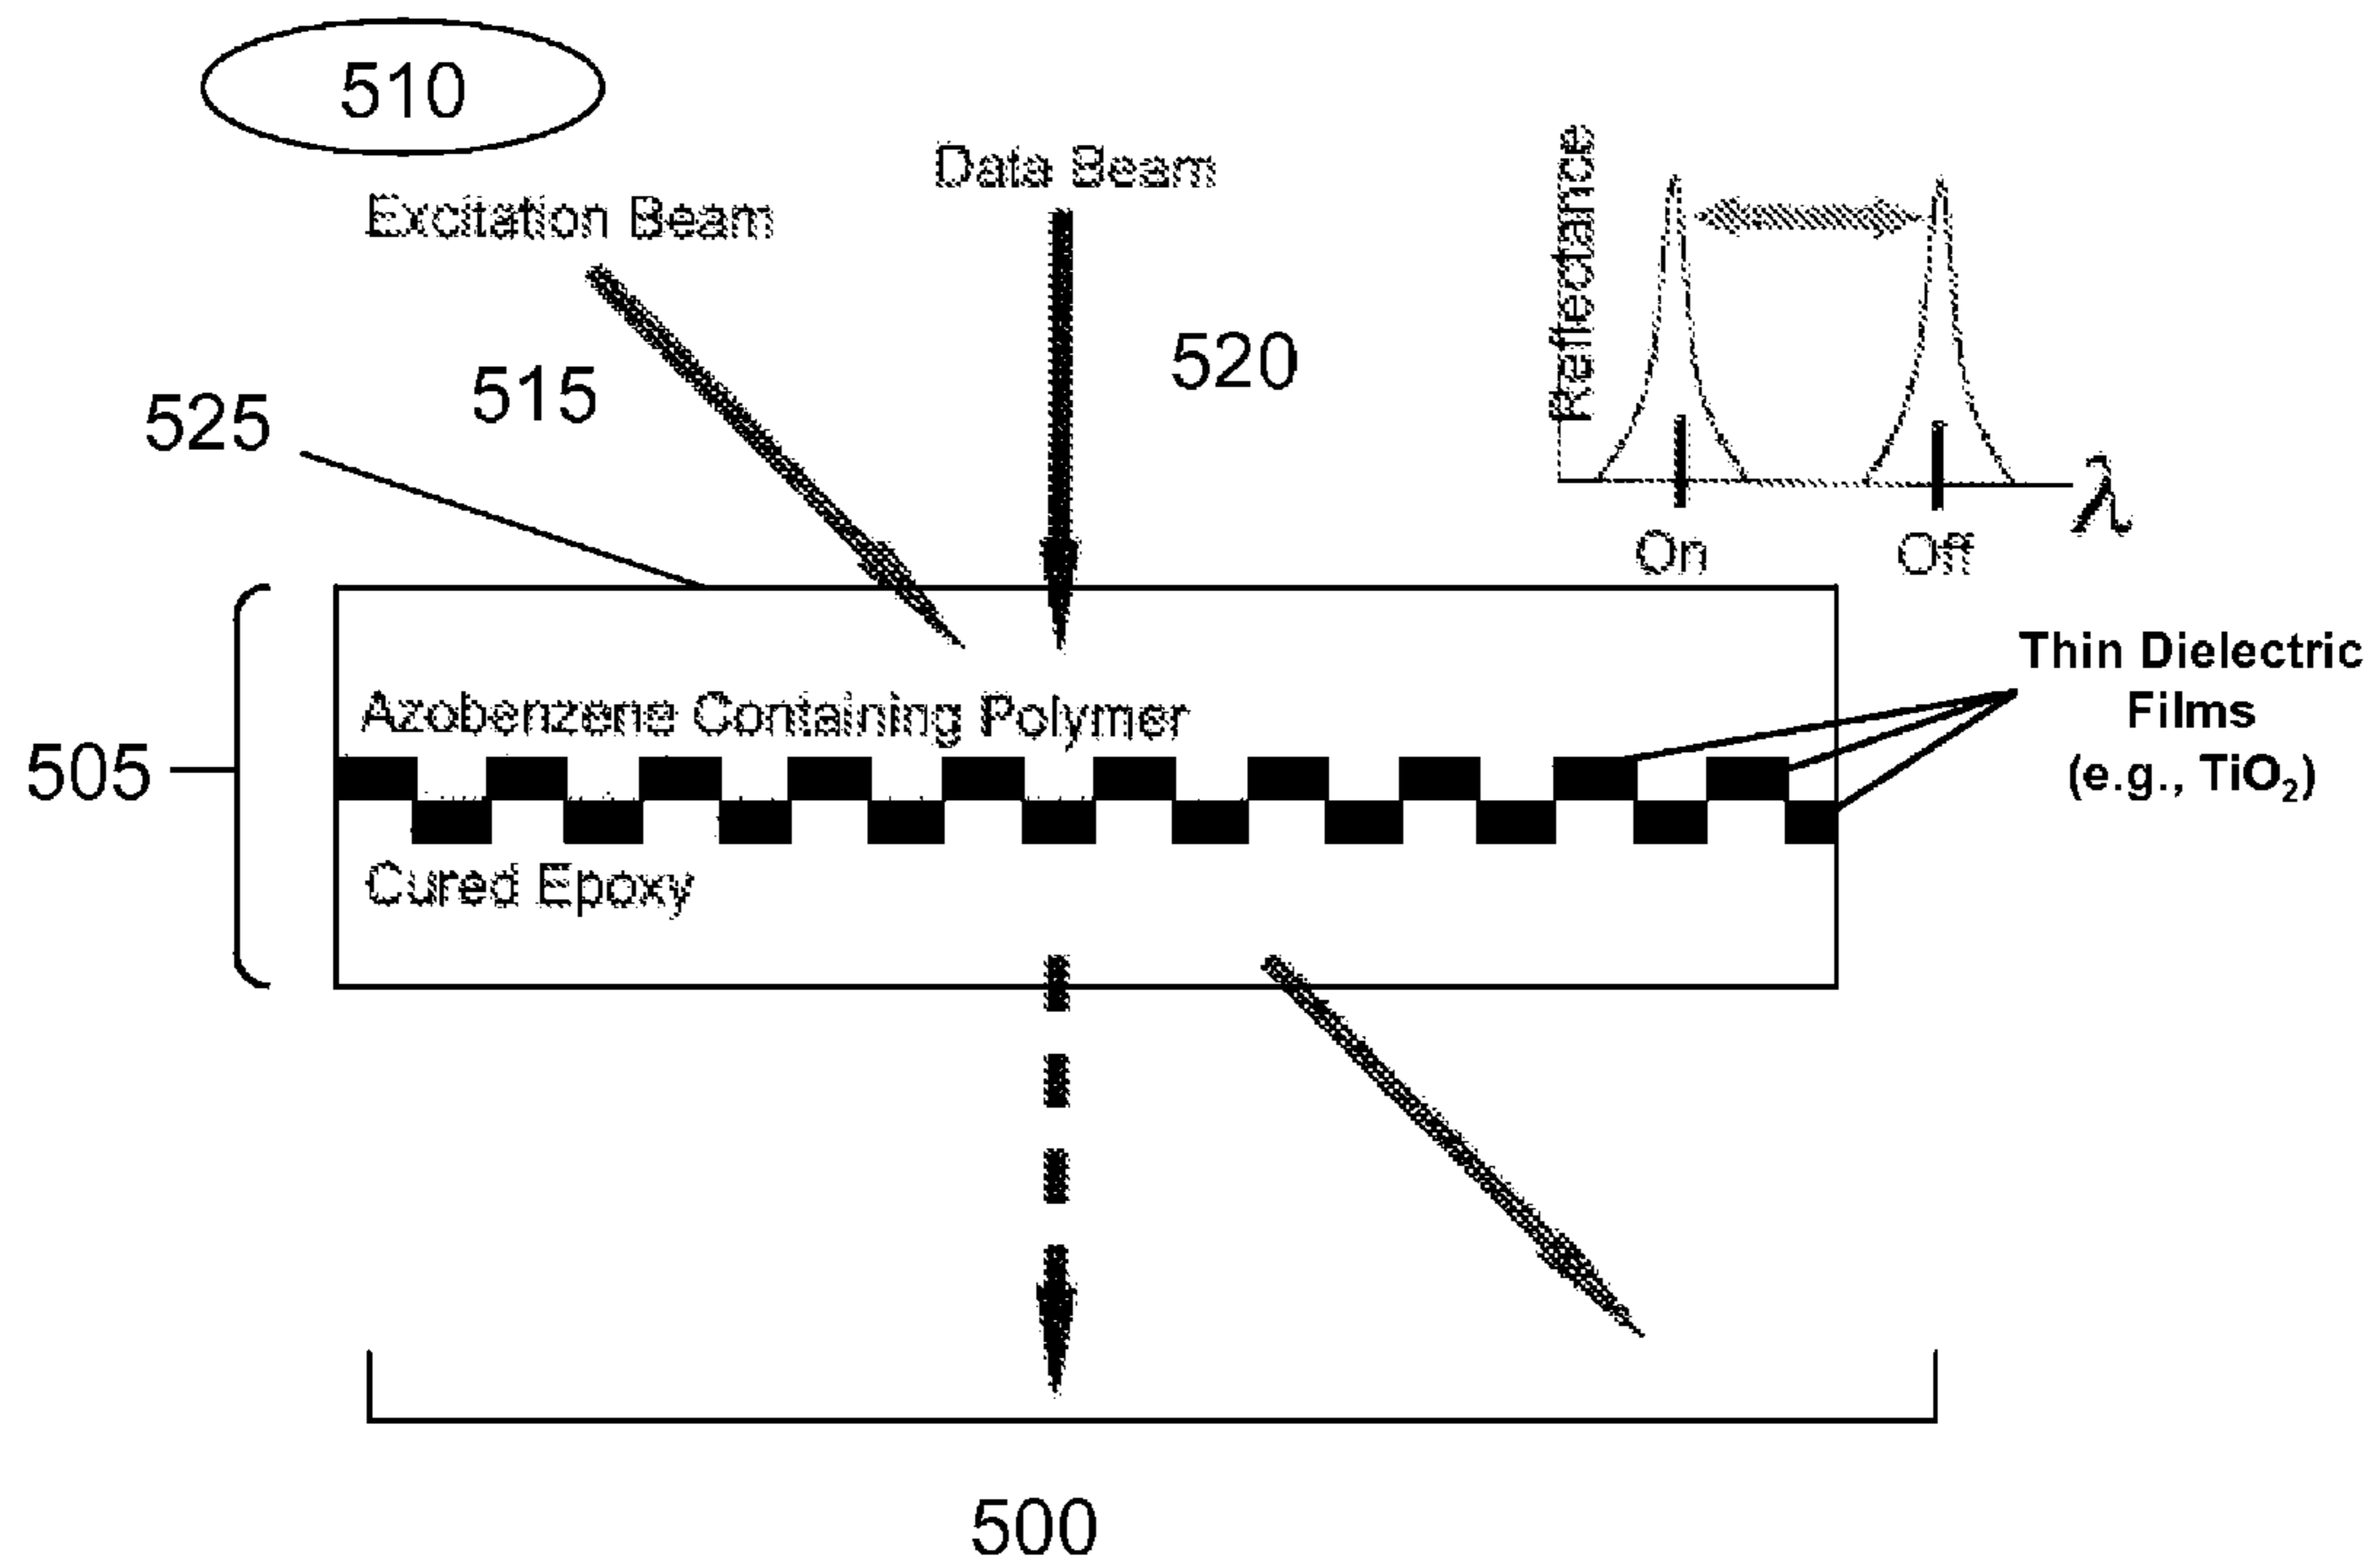 510
Data Beam
Excitation Beam
Reflectance
520
515
525
λ
On
Off
Thin Dielectric
Films
(e.g., TiO₂)
Azobenzene Containing Polymer
505
Cured Epoxy
500